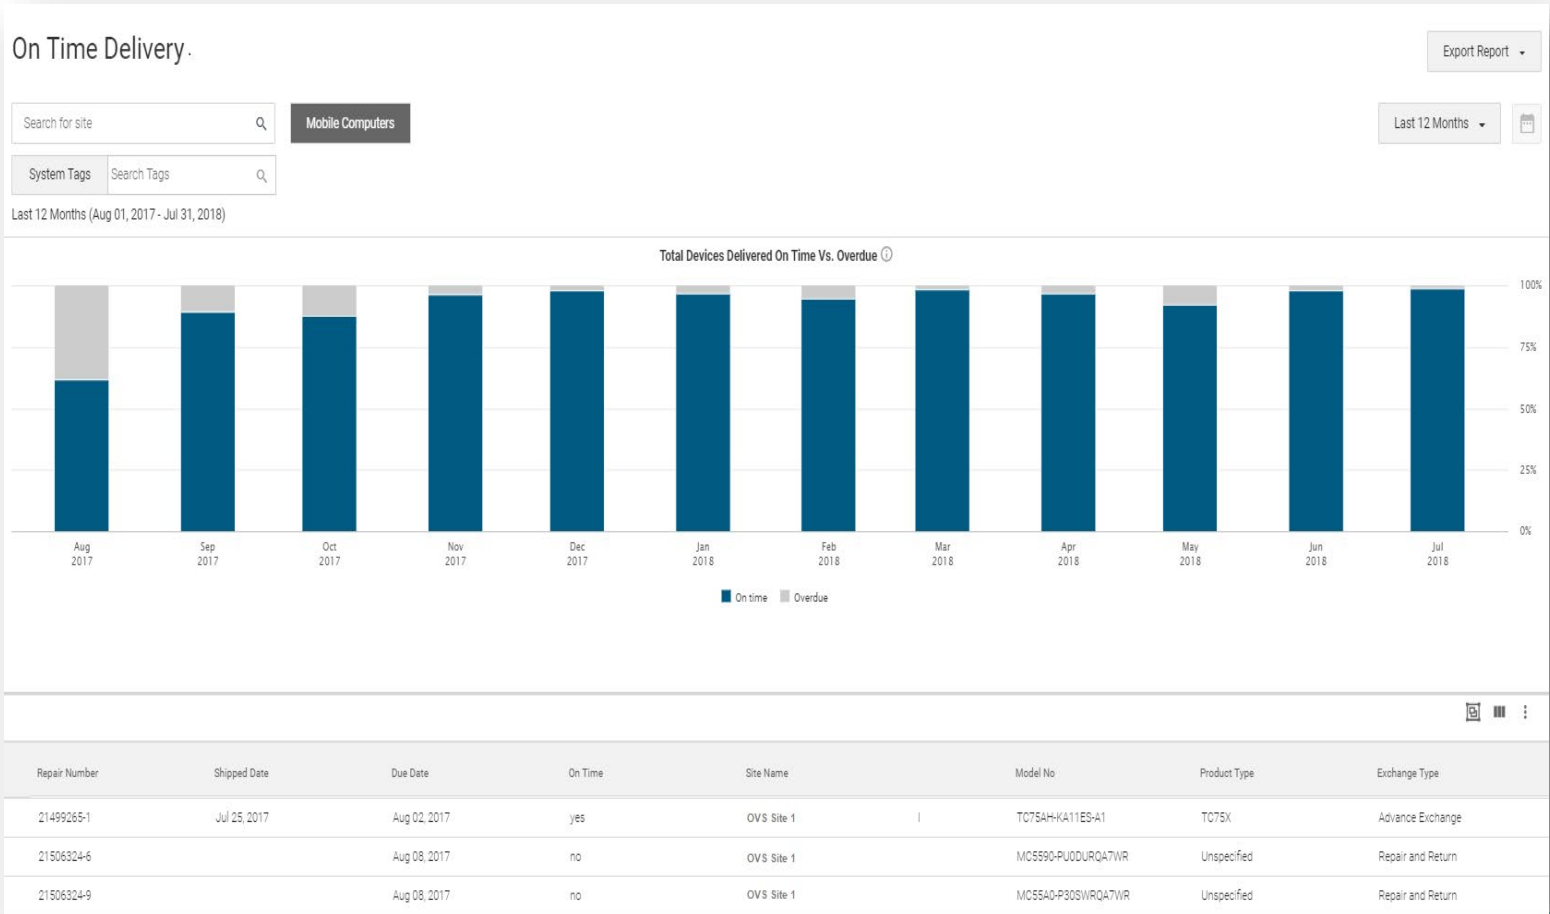 On Time Delivery.
Export Report
Search for site
Mobile Computers
Last 12 Months
System Tags Search Tags
Last 12 Months (Aug 01, 2017 - Jul 31, 2018)
Total Devices Delivered On Time Vs. Overdue
100%
75%
50%
25%
0%
Aug Sep Oct Nov Dec Jan Feb Mar Apr May Jun Jul
2017 2017 2017 2017 2017 2018 2018 2018 2018 2018 2018 2018
On time Overdue
Repair Number Shipped Date Due Date On Time Site Name Model No Product Type Exchange Type
21499265-1 Jul 25, 2017 Aug 02, 2017 yes OVS Site 1 TC75AH-KA11ES-A1 TC75X Advance Exchange
21506324-6 Aug 08, 2017 no OVS Site 1 MC5590-PU0DURQA7WR Unspecified Repair and Return
21506324-9 Aug 08, 2017 no OVS Site 1 MC55A0-P30SWRQA7WR Unspecified Repair and Return